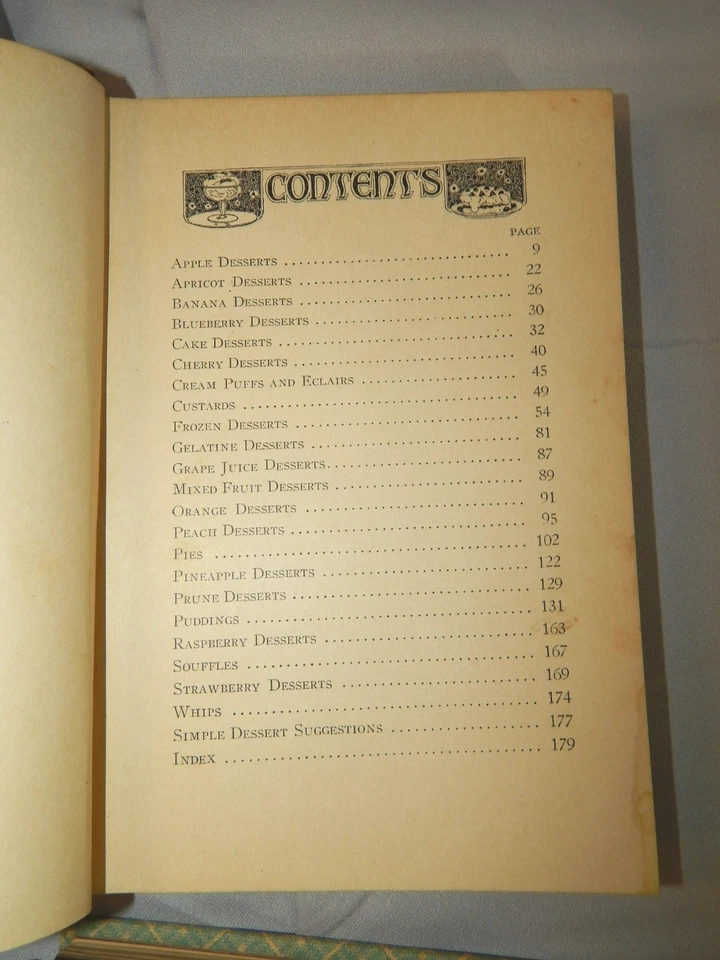 CONTENTS
PAGE
APPLE DESSERTS ........................... 9
APRICOT DESSERTS ........................... 22
BANANA DESSERTS ........................... 26
BLUEBERRY DESSERTS ........................... 30
CAKE DESSERTS ........................... 32
CHERRY DESSERTS ........................... 40
CREAM PUFFS AND ECLAIRS ........................... 45
CUSTARDS ........................... 49
FROZEN DESSERTS ........................... 54
GELATINE DESSERTS ........................... 81
GRAPE JUICE DESSERTS ........................... 87
MIXED FRUIT DESSERTS ........................... 89
ORANGE DESSERTS ........................... 91
PEACH DESSERTS ........................... 95
PIES ........................... 102
PINEAPPLE DESSERTS ........................... 122
PRUNE DESSERTS ........................... 129
PUDDINGS ........................... 131
RASPBERRY DESSERTS ........................... 163
SOUFFLES ........................... 167
STRAWBERRY DESSERTS ........................... 169
WHIPS ........................... 174
SIMPLE DESSERT SUGGESTIONS ........................... 177
INDEX ........................... 179